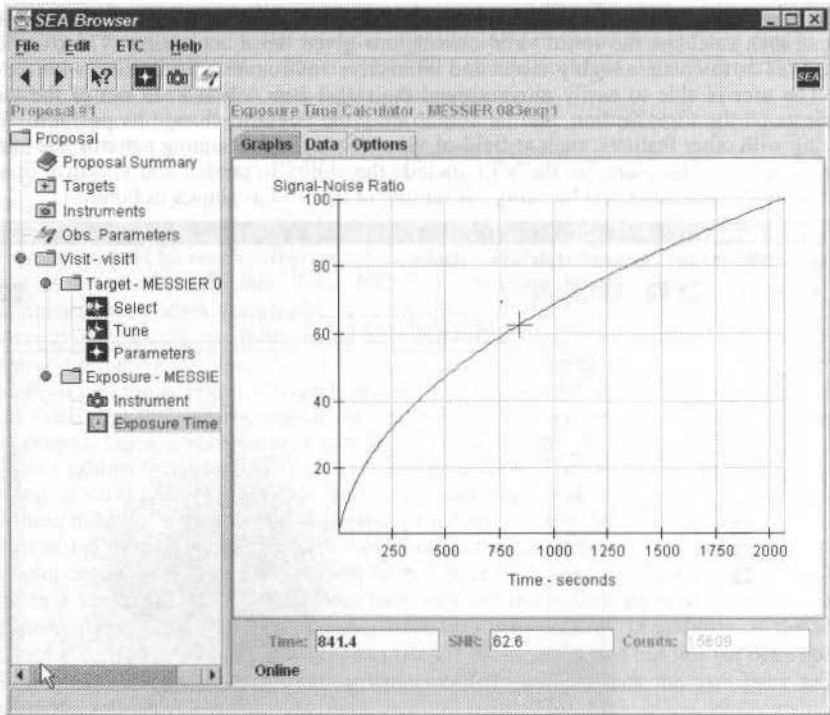 SEA Browser
File Edit ETC Help
SEA
Proposal #1
Exposure Time Calculator - MESSIER 083exp1
Proposal
Proposal Summary
Targets
Instruments
Obs. Parameters
Visit - visit1
Target - MESSIER 0
Select
Tune
Parameters
Exposure - MESSIE
Instrument
Exposure Time
Graphs Data Options
Signal-Noise Ratio
100
80
60
40
20
250 500 750 1000 1250 1500 1750 2000
Time - seconds
Time: 841.4 SNR: 62.6 Counts: 15609
Online